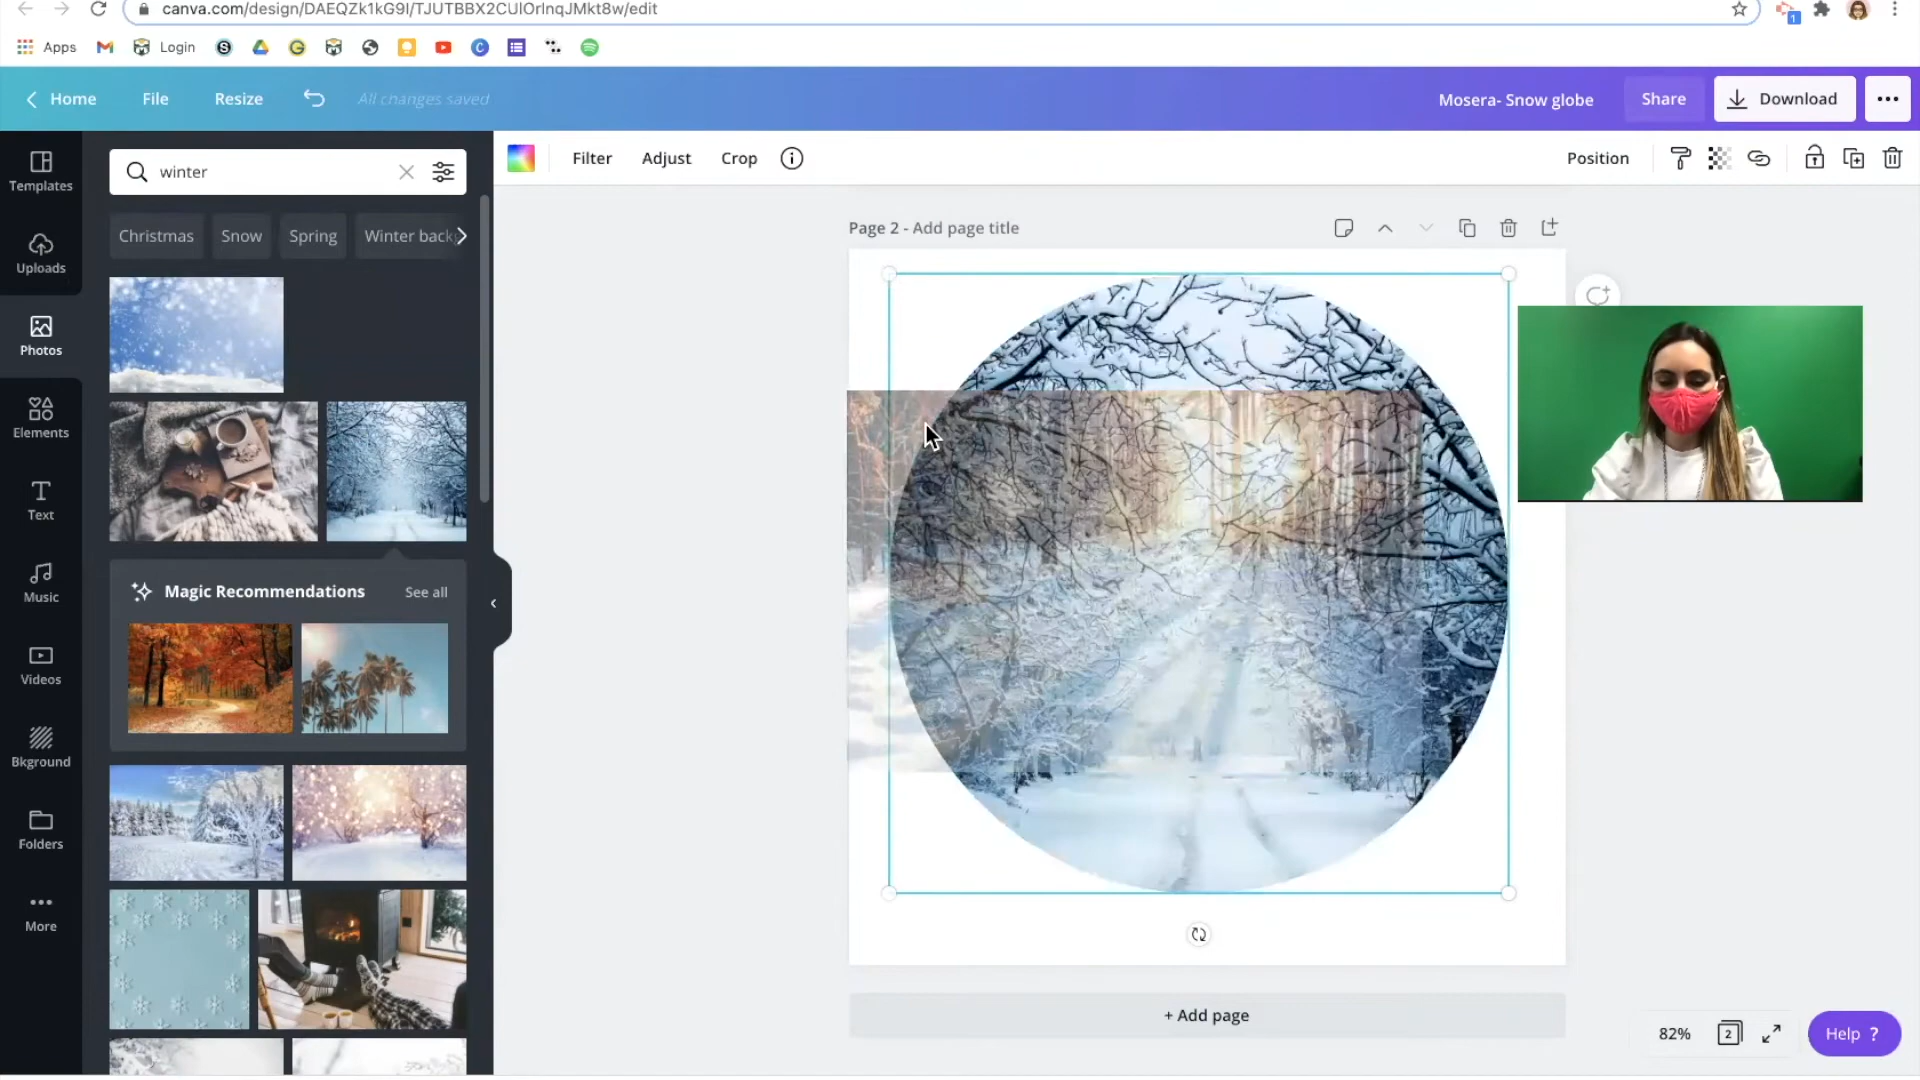 canva.com/design/DAEQZk1kG9I/TJUTBBX2CUIOrInqJMkt8w/edit
1
Apps
Login
Home
File
Resize
All changes saved
Mosera- Snow globe
Share
Download
Templates
Uploads
Photos
Elements
Text
Music
Videos
Bkground
Folders
More
winter
Christmas
Snow
Spring
Winter back
Magic Recommendations
See all
Filter
Adjust
Crop
Position
Page 2 - Add page title
+ Add page
82%
2
Help ?